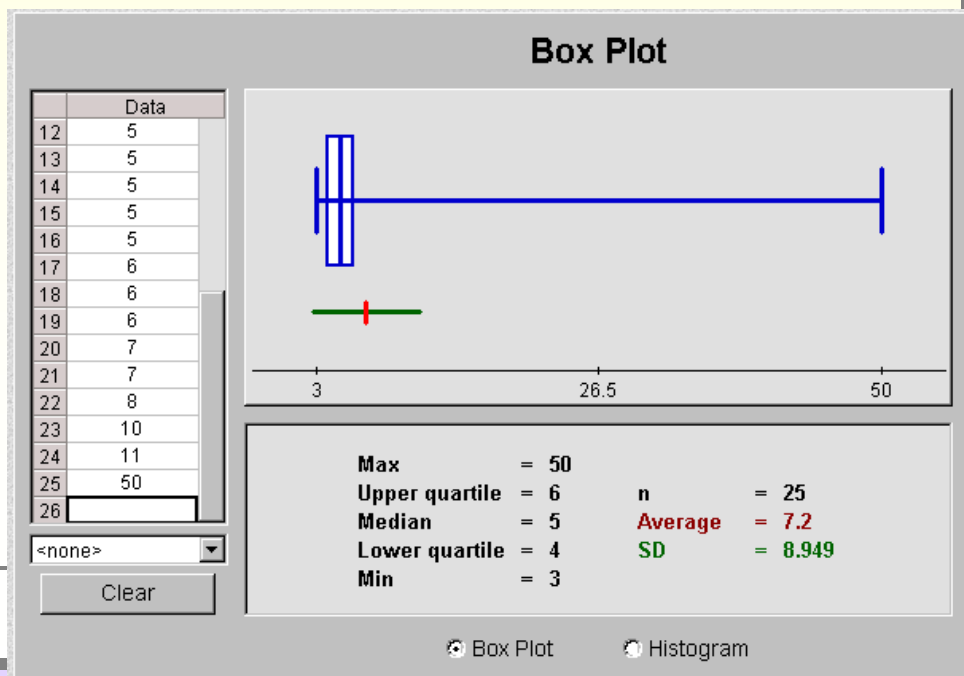 Box Plot
Data
12 5
13 5
14 5
15 5
16 5
17 6
18 6
19 6
20 7
21 7
22 8
23 10
24 11
25 50
26
<none>
Clear
3 26.5 50
Max = 50
Upper quartile = 6 n = 25
Median = 5 Average = 7.2
Lower quartile = 4 SD = 8.949
Min = 3
Box Plot Histogram